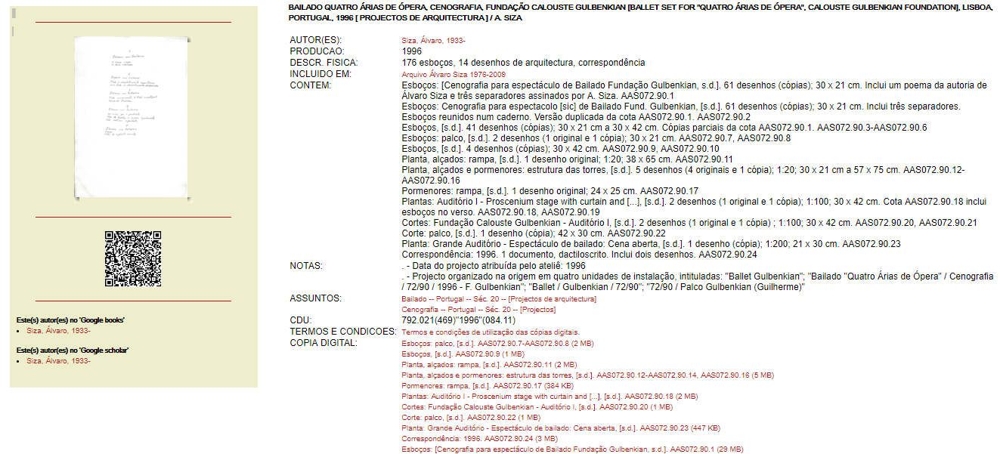 BAILADO QUATRO ÁRIAS DE ÓPERA, CENOGRAFIA, FUNDAÇÃO CALOUSTE GULBENKIAN [BALLET SET FOR "QUATRO ÁRIAS DE ÓPERA", CALOUSTE GULBENKIAN FOUNDATION], LISBOA,
PORTUGAL, 1996 [ PROJECTOS DE ARQUITECTURA ] / A. SIZA
AUTOR(ES): Siza, Álvaro, 1933-
PRODUCAO: 1996
DESCR. FISICA: 176 esboços, 14 desenhos de arquitectura, correspondência
INCLUIDO EM: Arquivo Álvaro Siza 1976-2009
CONTEM: Esboços: [Cenografia para espectáculo de Bailado Fundação Gulbenkian, s.d.]. 61 desenhos (cópias); 30 x 21 cm. Inclui um poema da autoria de
Álvaro Siza e três separadores assinados por A. Siza. AAS072.90.1
Esboços: Cenografia para espectacolo [sic] de Bailado Fund. Gulbenkian, [s.d.]. 61 desenhos (cópias); 30 x 21 cm. Inclui três separadores.
Esboços reunidos num caderno. Versão duplicada da cota AAS072.90.1. AAS072.90.2
Esboços, [s.d.]. 41 desenhos (cópias); 30 x 21 cm a 30 x 42 cm. Cópias parciais da cota AAS072.90.1. AAS072.90.3-AAS072.90.6
Esboços: palco, [s.d.]. 2 desenhos (1 original e 1 cópia); 30 x 21 cm. AAS072.90.7, AAS072.90.8
Esboços, [s.d.]. 4 desenhos (cópias); 30 x 42 cm. AAS072.90.9, AAS072.90.10
Planta, alçados: rampa, [s.d.]. 1 desenho original; 1:20; 38 x 65 cm. AAS072.90.11
Planta, alçados e pormenores: estrutura das torres, [s.d.]. 5 desenhos (4 originais e 1 cópia); 1:20; 30 x 21 cm a 57 x 75 cm. AAS072.90.12-
AAS072.90.16
Pormenores: rampa, [s.d.]. 1 desenho original; 24 x 25 cm. AAS072.90.17
Plantas: Auditório I - Proscenium stage with curtain and [...], [s.d.]. 2 desenhos (1 original e 1 cópia); 1:100; 30 x 42 cm. Cota AAS072.90.18 inclui
esboços no verso. AAS072.90.18, AAS072.90.19
Cortes: Fundação Calouste Gulbenkian - Auditório I, [s.d.]. 2 desenhos (1 original e 1 cópia) ; 1:100; 30 x 42 cm. AAS072.90.20, AAS072.90.21
Corte: palco, [s.d.]. 1 desenho (cópia); 42 x 30 cm. AAS072.90.22
Planta: Grande Auditório - Espectáculo de bailado: Cena aberta, [s.d.]. 1 desenho (cópia); 1:200; 21 x 30 cm. AAS072.90.23
Correspondência: 1996. 1 documento, dactiloscrito. Inclui dois desenhos. AAS072.90.24
NOTAS: . - Data do projecto atribuída pelo ateliê: 1996
. - Projecto organizado na origem em quatro unidades de instalação, intituladas: "Ballet Gulbenkian"; "Bailado "Quatro Árias de Ópera" / Cenografia
/ 72/90 / 1996 - F. Gulbenkian"; "Ballet / Gulbenkian / 72/90"; "72/90 / Palco Gulbenkian (Guilherme)"
ASSUNTOS: Bailado -- Portugal -- Séc. 20 -- [Projectos de arquitectura]
Cenografia -- Portugal -- Séc. 20 -- [Projectos]
CDU: 792.021(469)"1996"(084.11)
TERMOS E CONDICOES: Termos e condições de utilização das cópias digitais.
COPIA DIGITAL: Esboços: palco, [s.d.]. AAS072.90.7-AAS072.90.8 (2 MB)
Esboços, [s.d.]. AAS072.90.9 (1 MB)
Planta, alçados: rampa, [s.d.]. AAS072.90.11 (2 MB)
Planta, alçados e pormenores: estrutura das torres, [s.d.]. AAS072.90.12-AAS072.90.14, AAS072.90.16 (5 MB)
Pormenores: rampa, [s.d.]. AAS072.90.17 (384 KB)
Plantas: Auditório I - Proscenium stage with curtain and [...], [s.d.]. AAS072.90.18 (2 MB)
Cortes: Fundação Calouste Gulbenkian - Auditório I, [s.d.]. AAS072.90.20 (1 MB)
Corte: palco, [s.d.]. AAS072.90.22 (1 MB)
Planta: Grande Auditório - Espectáculo de bailado: Cena aberta, [s.d.]. AAS072.90.23 (447 KB)
Correspondência: 1996. AAS072.90.24 (3 MB)
Esboços: [Cenografia para espectáculo de Bailado Fundação Gulbenkian, s.d.]. AAS072.90.1 (29 MB)
Este(s) autor(es) no 'Google books'
Siza, Álvaro, 1933-
Este(s) autor(es) no 'Google scholar'
Siza, Álvaro, 1933-